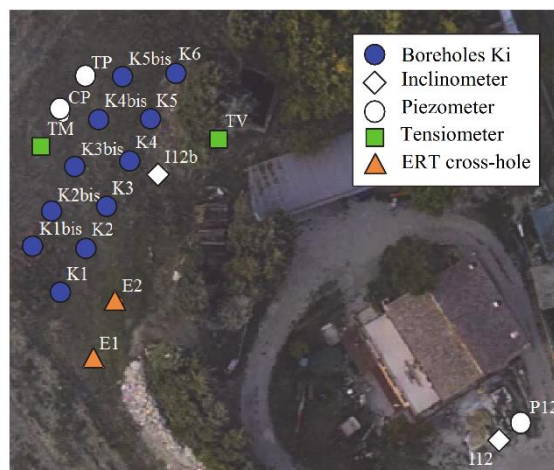 TP
K5bis
K6
CP
K4bis
K5
TM
TV
K3bis
K4
I12b
K2bis
K3
K1bis
K2
K1
E2
E1
P12
I12
Boreholes Ki
Inclinometer
Piezometer
Tensiometer
ERT cross-hole